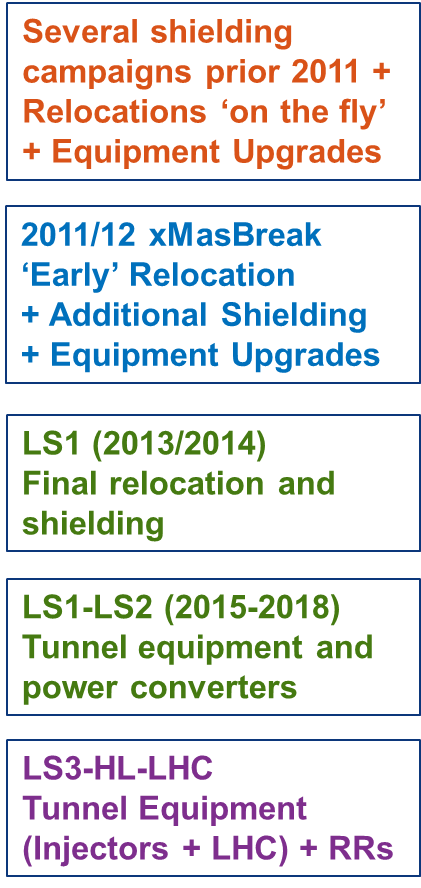 Several shielding
campaigns prior 2011 +
Relocations ‘on the fly’
+ Equipment Upgrades
2011/12 xMasBreak
‘Early’ Relocation
+ Additional Shielding
+ Equipment Upgrades
LS1 (2013/2014)
Final relocation and
shielding
LS1-LS2 (2015-2018)
Tunnel equipment and
power converters
LS3-HL-LHC
Tunnel Equipment
(Injectors + LHC) + RRs